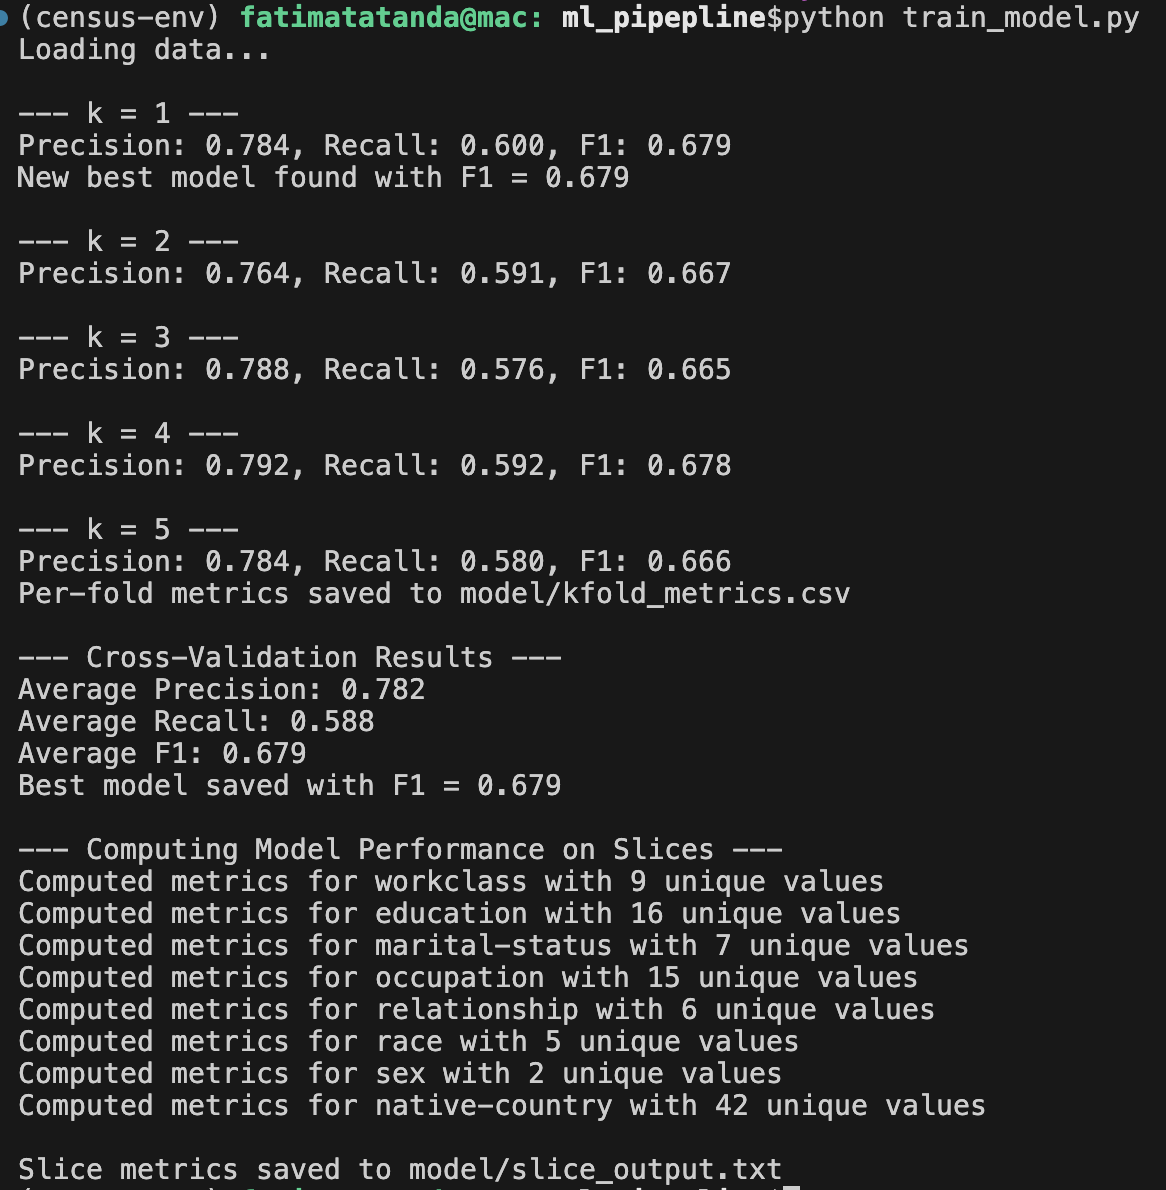 (census-env) fatimatatanda@mac: ml_pipepline$python train_model.py
Loading data...
--- k = 1 ---
Precision: 0.784, Recall: 0.600, F1: 0.679
New best model found with F1 = 0.679
--- k = 2 ---
Precision: 0.764, Recall: 0.591, F1: 0.667
--- k = 3 ---
Precision: 0.788, Recall: 0.576, F1: 0.665
--- k = 4 ---
Precision: 0.792, Recall: 0.592, F1: 0.678
--- k = 5 ---
Precision: 0.784, Recall: 0.580, F1: 0.666
Per-fold metrics saved to model/kfold_metrics.csv
--- Cross-Validation Results ---
Average Precision: 0.782
Average Recall: 0.588
Average F1: 0.679
Best model saved with F1 = 0.679
--- Computing Model Performance on Slices ---
Computed metrics for workclass with 9 unique values
Computed metrics for education with 16 unique values
Computed metrics for marital-status with 7 unique values
Computed metrics for occupation with 15 unique values
Computed metrics for relationship with 6 unique values
Computed metrics for race with 5 unique values
Computed metrics for sex with 2 unique values
Computed metrics for native-country with 42 unique values
Slice metrics saved to model/slice_output.txt